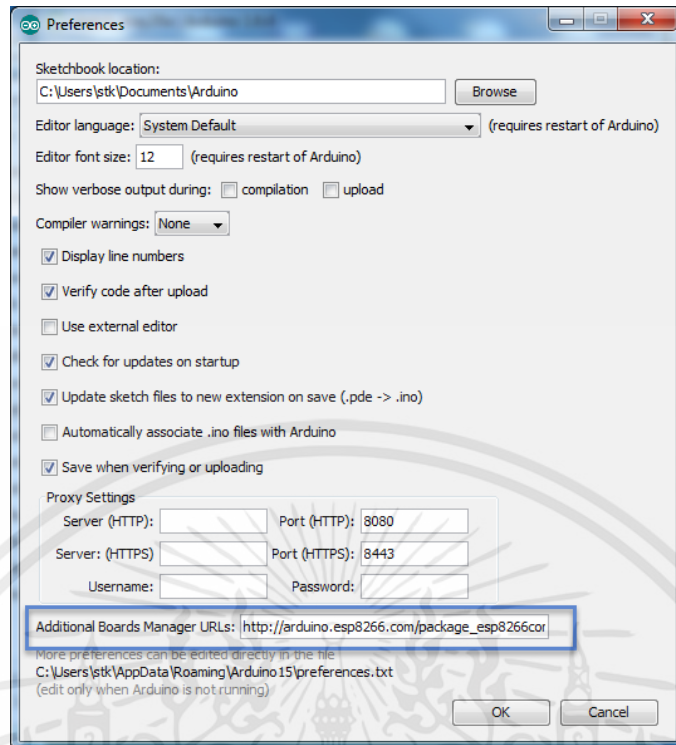 Preferences
Sketchbook location:
C:\Users\stk\Documents\Arduino Browse
Editor language: System Default (requires restart of Arduino)
Editor font size: 12 (requires restart of Arduino)
Show verbose output during: compilation upload
Compiler warnings: None
Display line numbers
Verify code after upload
Use external editor
Check for updates on startup
Update sketch files to new extension on save (.pde -> .ino)
Automatically associate .ino files with Arduino
Save when verifying or uploading
Proxy Settings
Server (HTTP): Port (HTTP): 8080
Server: (HTTPS) Port (HTTPS): 8443
Username: Password:
Additional Boards Manager URLs: http://arduino.esp8266.com/package_esp8266cor
More preferences can be edited directly in the file
C:\Users\stk\AppData\Roaming\Arduino15\preferences.txt
(edit only when Arduino is not running)
OK Cancel